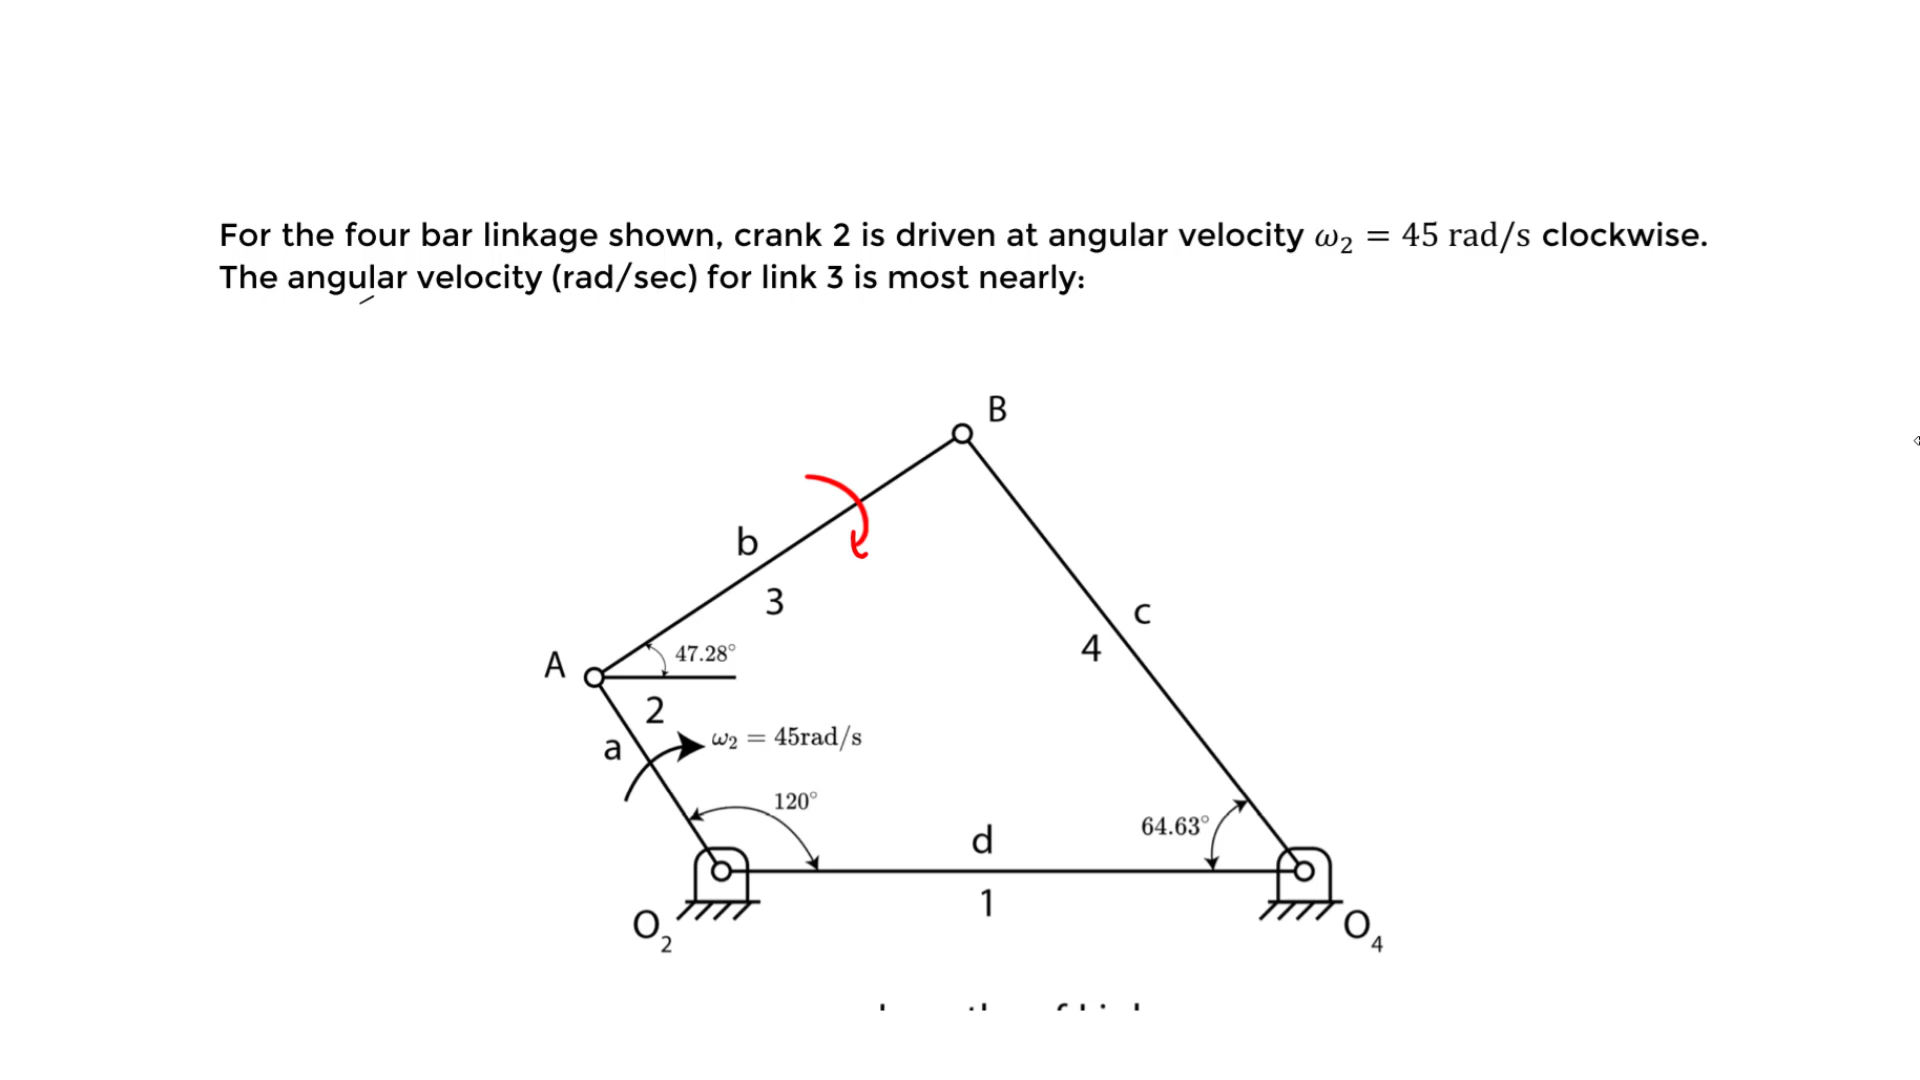 For the four bar linkage shown, crank 2 is driven at angular velocity ω₂ = 45 rad/s clockwise.
The angular velocity (rad/sec) for link 3 is most nearly:
B
b
3
c
4
A
47.28°
2
a
ω₂ = 45rad/s
120°
64.63°
d
1
O₂
O₄